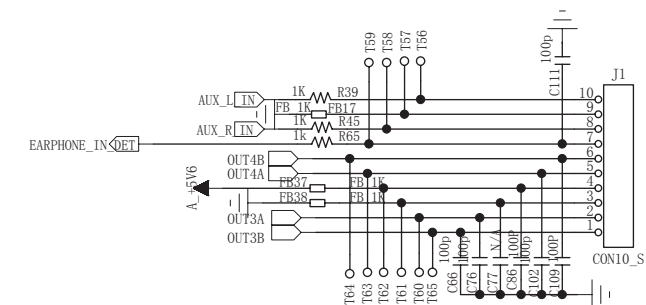 T59
T58
T57
T56
100p
C111
J1
AUX_L IN
1K
R39
10
FB 1K
FB17
9
AUX_R IN
1K
R45
8
EARPHONE_IN DET
1k
R65
7
OUT4B
6
OUT4A
5
A_+5V6
FB37
FB 1K
4
FB38
FB 1K
3
OUT3A
2
OUT3B
1
CON10_S
100p
100p
N/A
100P
100p
100P
C66
C76
C77
C86
C102
C109
T64
T63
T62
T61
T60
T65